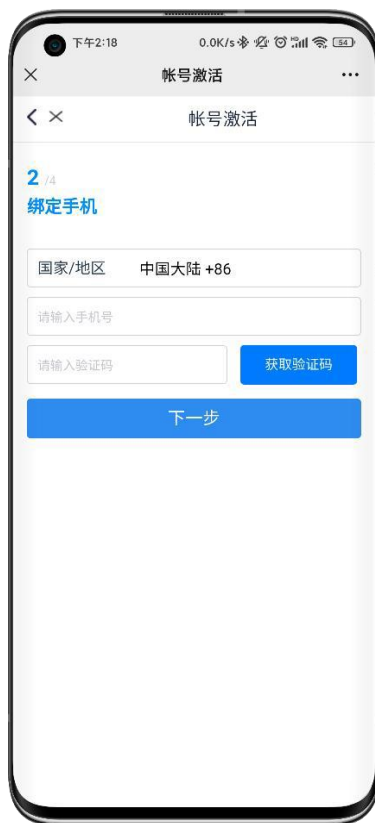 下午2:18 0.0K/s 54
帐号激活
帐号激活
2 /4
绑定手机
国家/地区 中国大陆 +86
请输入手机号
请输入验证码 获取验证码
下一步